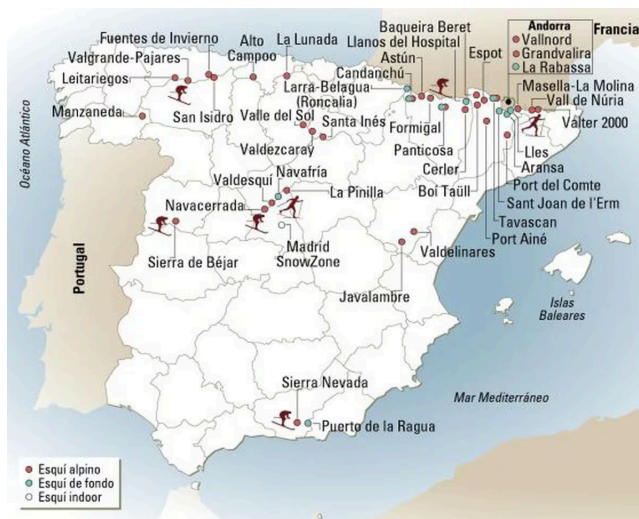 Fuentes de Invierno
Alto
Campoo
La Lunada
Baqueira Beret
Llanos del Hospital
Andorra
Vallnord
Grandvalira
La Rabassa
Francia
Valgrande-Pajares
Leitariegos
Astún
Candanchú
Espot
Larra-Belagua
(Roncalia)
Masella-La Molina
Vall de Núria
Manzaneda
San Isidro
Valle del Sol
Santa Inés
Formigal
Valter 2000
Valdezcaray
Panticosa
Lles
Cerler
Aransa
Boí Taüll
Port del Comte
Sant Joan de l'Erm
Tavascan
Port Ainé
Océano Atlántico
Valdesquí
Navafría
La Pinilla
Navacerrada
Madrid
SnowZone
Sierra de Béjar
Valdelinares
Javalambre
Portugal
Islas
Baleares
Sierra Nevada
Mar Mediterráneo
Puerto de la Ragua
Esquí alpino
Esquí de fondo
Esquí indoor